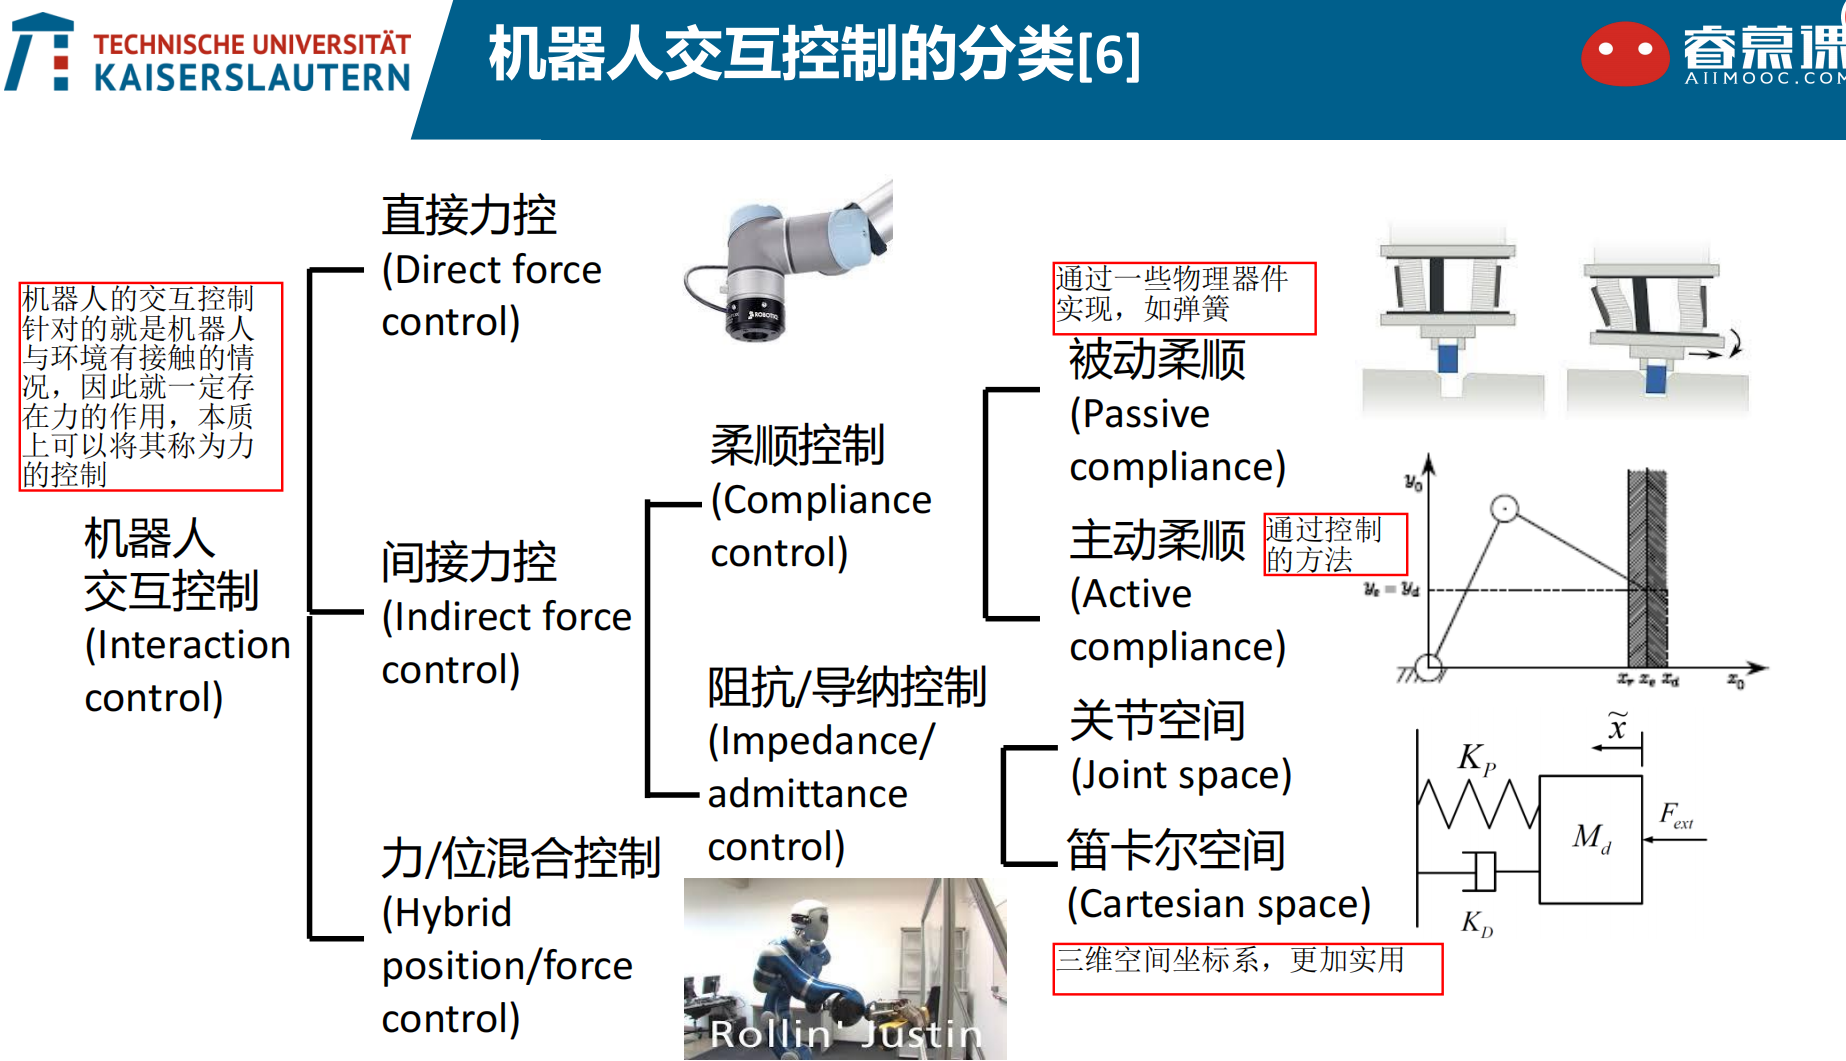 TECHNISCHE UNIVERSITÄT
KAISERSLAUTERN
机器人交互控制的分类[6]
睿慕课
AIIMOOC.COM
机器人的交互控制
针对的就是机器人
与环境有接触的情
况，因此就一定存
在力的作用，本质
上可以将其称为力
的控制
机器人
交互控制
(Interaction
control)
直接力控
(Direct force
control)
ROBOTIQ
间接力控
(Indirect force
control)
力/位混合控制
(Hybrid
position/force
control)
柔顺控制
(Compliance
control)
阻抗/导纳控制
(Impedance/
admittance
control)
Rollin' Justin
通过一些物理器件
实现，如弹簧
被动柔顺
(Passive
compliance)
主动柔顺
(Active
compliance)
通过控制
的方法
关节空间
(Joint space)
笛卡尔空间
(Cartesian space)
三维空间坐标系，更加实用
y₀
yₑ = y_d
x_r xₑ x_d x₀
x̃
K_P
M_d
F_ext
K_D